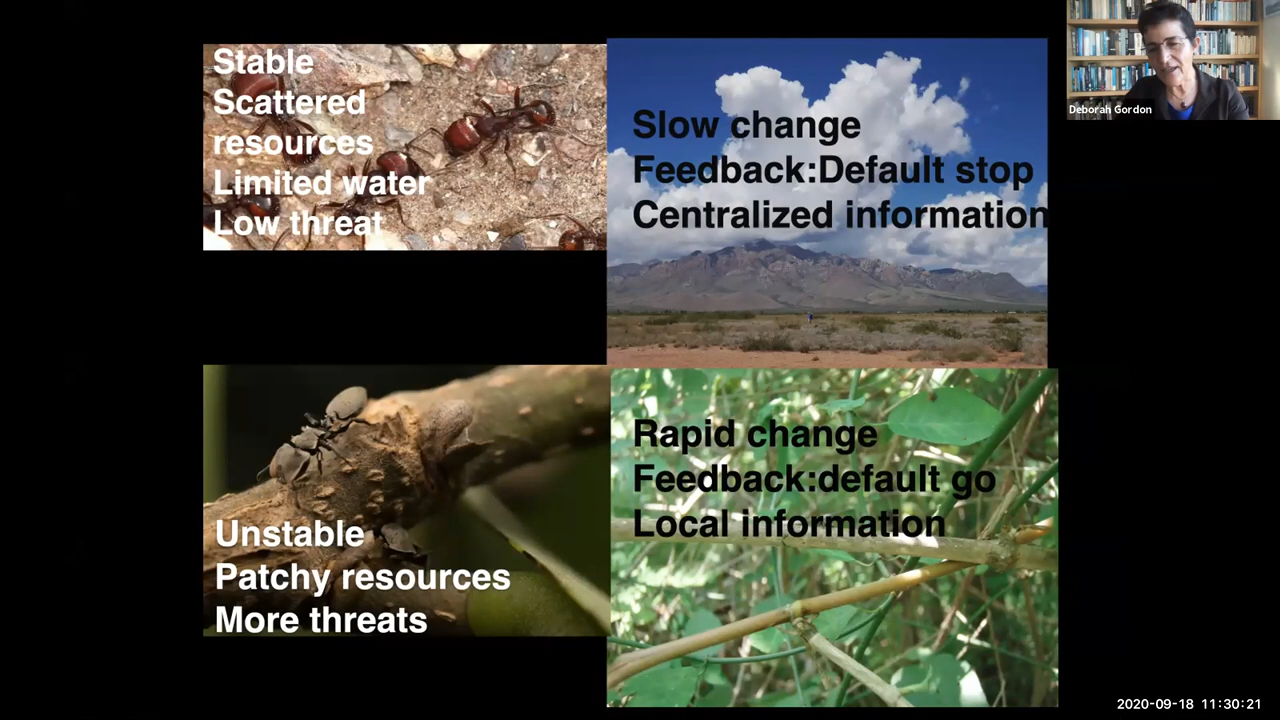 Stable
Scattered
resources
Limited water
Low threat
Slow change
Feedback:Default stop
Centralized information
Deborah Gordon
Unstable
Patchy resources
More threats
Rapid change
Feedback:default go
Local information
2020-09-18 11:30:21